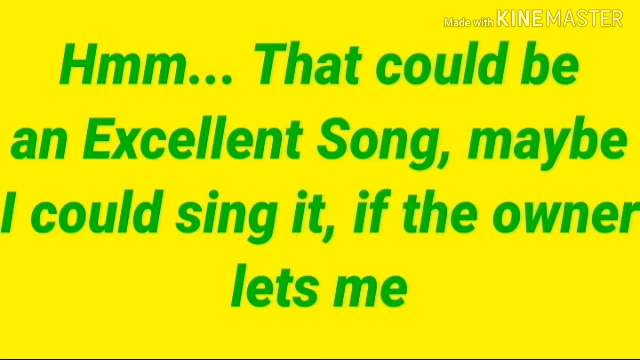 Made with KINEMASTER
Hmm... That could be
an Excellent Song, maybe
I could sing it, if the owner
lets me